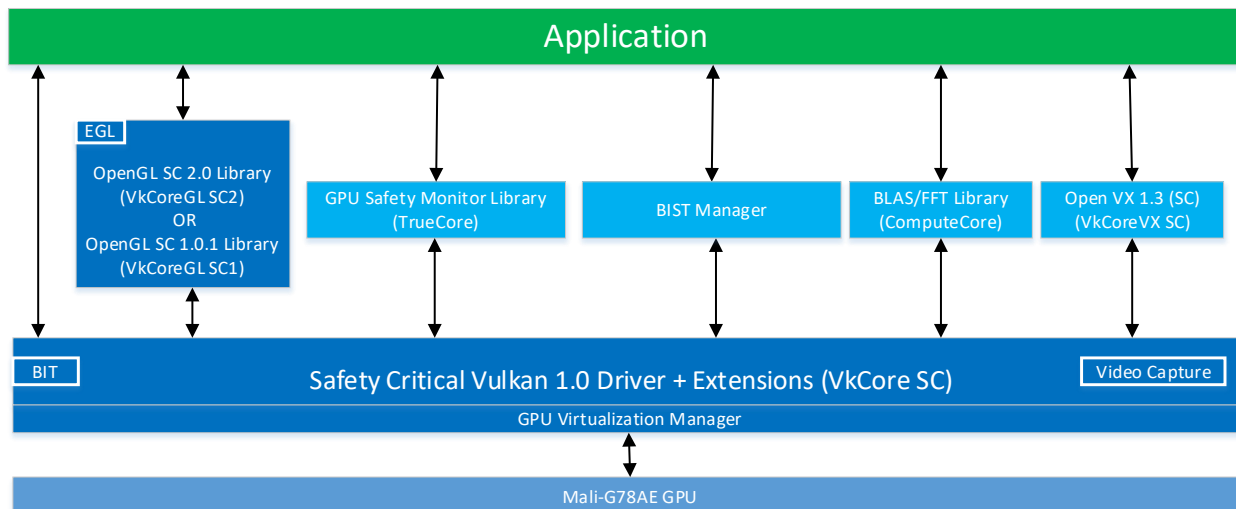 Application
EGL
OpenGL SC 2.0 Library
(VkCoreGL SC2)
OR
OpenGL SC 1.0.1 Library
(VkCoreGL SC1)
GPU Safety Monitor Library
(TrueCore)
BIST Manager
BLAS/FFT Library
(ComputeCore)
Open VX 1.3 (SC)
(VkCoreVX SC)
BIT
Safety Critical Vulkan 1.0 Driver + Extensions (VkCore SC)
Video Capture
GPU Virtualization Manager
Mali-G78AE GPU